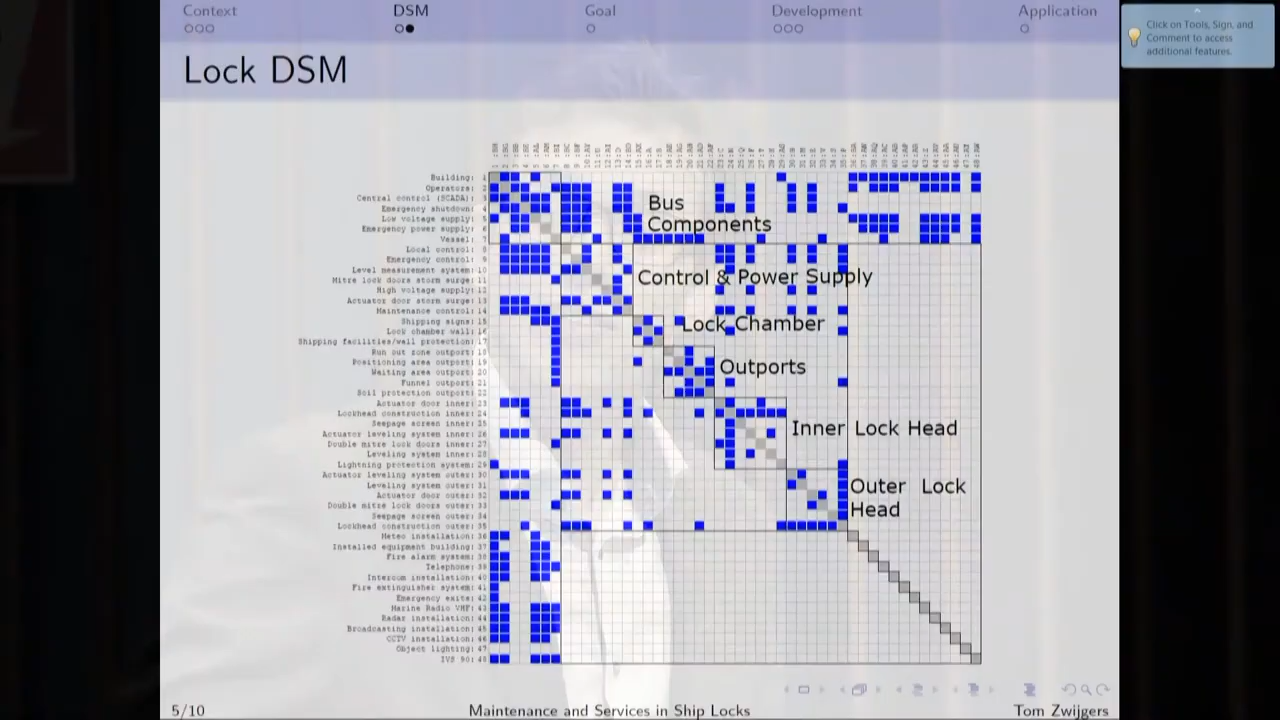 Context DSM Goal Development Application
Click on Tools, Sign, and
Comment to access
additional features.
Lock DSM
Building: 1
Operators: 2
Central control (SCADA): 3
Emergency shutdown: 4
Low voltage supply: 5
Emergency power supply: 6
Vessel: 7
Local control: 8
Emergency control: 9
Level measurement system: 10
Mitre lock doors storm surge: 11
High voltage supply: 12
Actuator door storm surge: 13
Maintenance control: 14
Shipping signs: 15
Lock chamber wall: 16
Shipping facilities/wall protection: 17
Run out zone outport: 18
Positioning area outport: 19
Waiting area outport: 20
Funnel outport: 21
Soil protection outport: 22
Actuator door inner: 23
Lockhead construction inner: 24
Seepage screen inner: 25
Actuator leveling system inner: 26
Double mitre lock doors inner: 27
Leveling system inner: 28
Lightning protection system: 29
Actuator leveling system outer: 30
Leveling system outer: 31
Actuator door outer: 32
Double mitre lock doors outer: 33
Seepage screen outer: 34
Lockhead construction outer: 35
Meteo installation: 36
Installed equipment building: 37
Fire alarm system: 38
Telephone: 39
Intercom installation: 40
Fire extinguisher system: 41
Emergency exits: 42
Marine Radio VHF: 43
Radar installation: 44
Broadcasting installation: 45
CCTV installation: 46
Object lighting: 47
IVS 90: 48
Bus
Components
Control & Power Supply
Lock Chamber
Outports
Inner Lock Head
Outer Lock
Head
5/10 Maintenance and Services in Ship Locks Tom Zwijgers